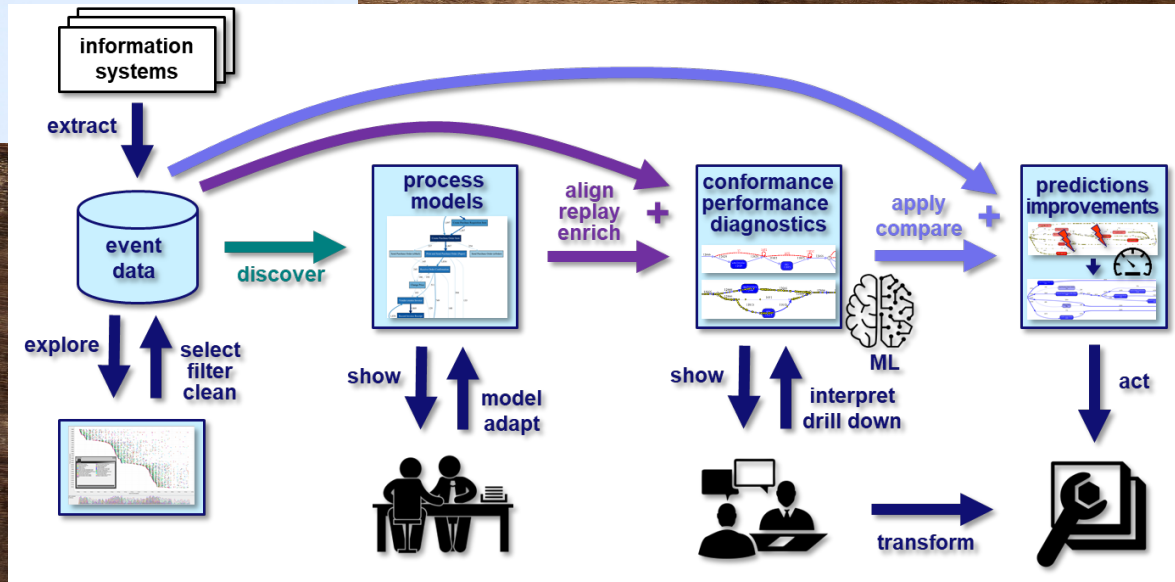 information
systems
extract
event
data
explore
select
filter
clean
discover
process
models
show
model
adapt
align
replay
enrich
+
conformance
performance
diagnostics
ML
show
interpret
drill down
apply
compare
+
predictions
improvements
act
transform